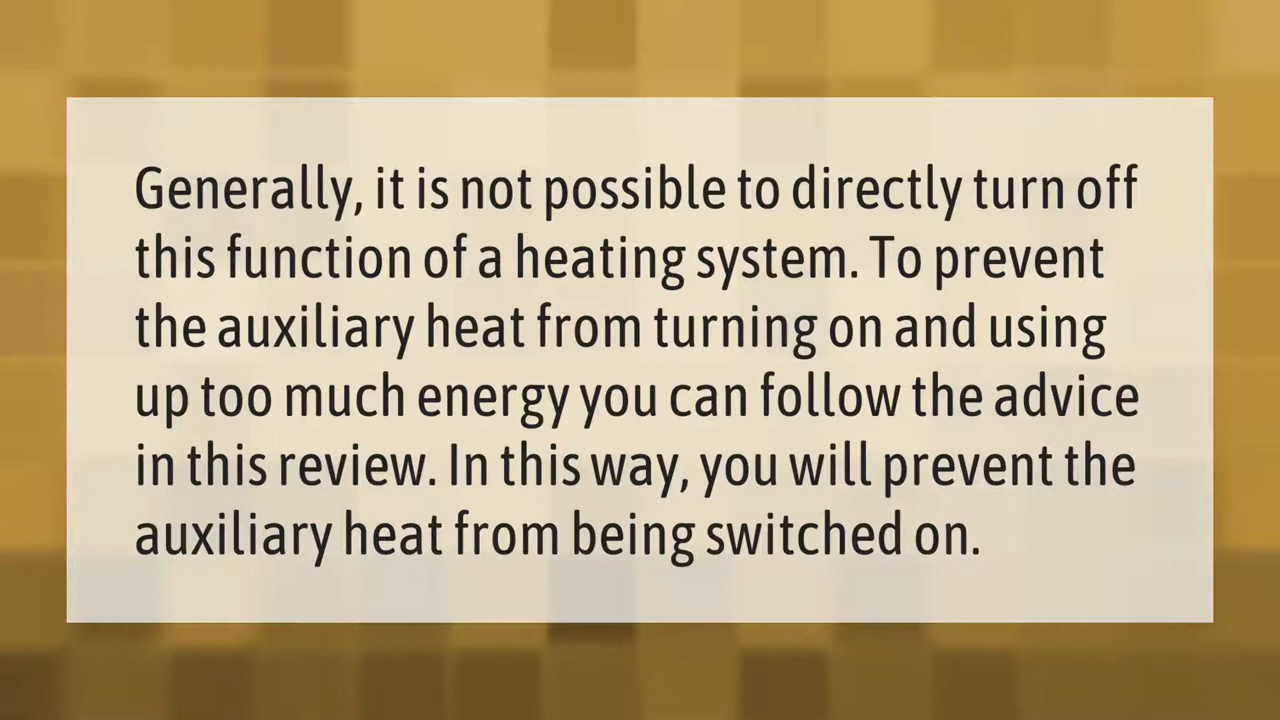 Generally, it is not possible to directly turn off
this function of a heating system. To prevent
the auxiliary heat from turning on and using
up too much energy you can follow the advice
in this review. In this way, you will prevent the
auxiliary heat from being switched on.